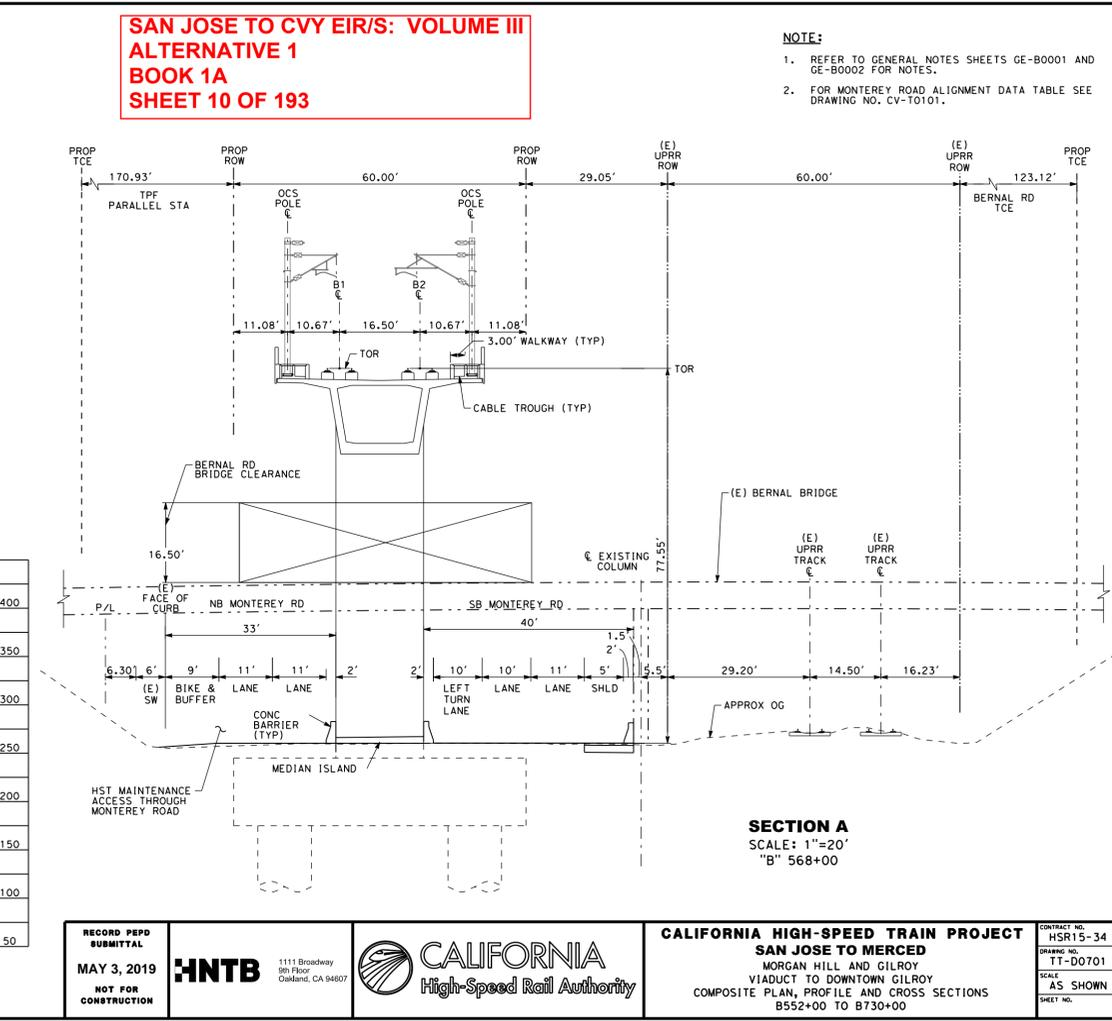 SAN JOSE TO CVY EIR/S: VOLUME III
ALTERNATIVE 1
BOOK 1A
SHEET 10 OF 193
NOTE:
1. REFER TO GENERAL NOTES SHEETS GE-B0001 AND
GE-B0002 FOR NOTES.
2. FOR MONTEREY ROAD ALIGNMENT DATA TABLE SEE
DRAWING NO. CV-T0101.
PROP
TCE
PROP
ROW
PROP
ROW
(E)
UPRR
ROW
(E)
UPRR
ROW
PROP
TCE
170.93'
60.00'
29.05'
60.00'
123.12'
TPF
PARALLEL STA
BERNAL RD
TCE
OCS
POLE
℄
OCS
POLE
℄
B1
℄
B2
℄
11.08'
10.67'
16.50'
10.67'
11.08'
3.00' WALKWAY (TYP)
TOR
TOR
CABLE TROUGH (TYP)
BERNAL RD
BRIDGE CLEARANCE
(E) BERNAL BRIDGE
16.50'
77.55'
℄ EXISTING
COLUMN
(E)
UPRR
TRACK
℄
(E)
UPRR
TRACK
℄
P/L
(E)
FACE OF
CURB
NB MONTEREY RD
SB MONTEREY RD
33'
40'
1.5'
2'
6.30'
6'
9'
11'
11'
2'
2'
10'
10'
11'
5'
5.5'
29.20'
14.50'
16.23'
(E)
SW
BIKE &
BUFFER
LANE
LANE
LEFT
TURN
LANE
LANE
LANE
SHLD
CONC
BARRIER
(TYP)
APPROX OG
MEDIAN ISLAND
HST MAINTENANCE
ACCESS THROUGH
MONTEREY ROAD
400
350
300
250
200
150
100
50
SECTION A
SCALE: 1"=20'
"B" 568+00
RECORD PEPD
SUBMITTAL
MAY 3, 2019
NOT FOR
CONSTRUCTION
HNTB
1111 Broadway
9th Floor
Oakland, CA 94607
CALIFORNIA
High-Speed Rail Authority
CALIFORNIA HIGH-SPEED TRAIN PROJECT
SAN JOSE TO MERCED
MORGAN HILL AND GILROY
VIADUCT TO DOWNTOWN GILROY
COMPOSITE PLAN, PROFILE AND CROSS SECTIONS
B552+00 TO B730+00
CONTRACT NO.
HSR15-34
DRAWING NO.
TT-D0701
SCALE
AS SHOWN
SHEET NO.